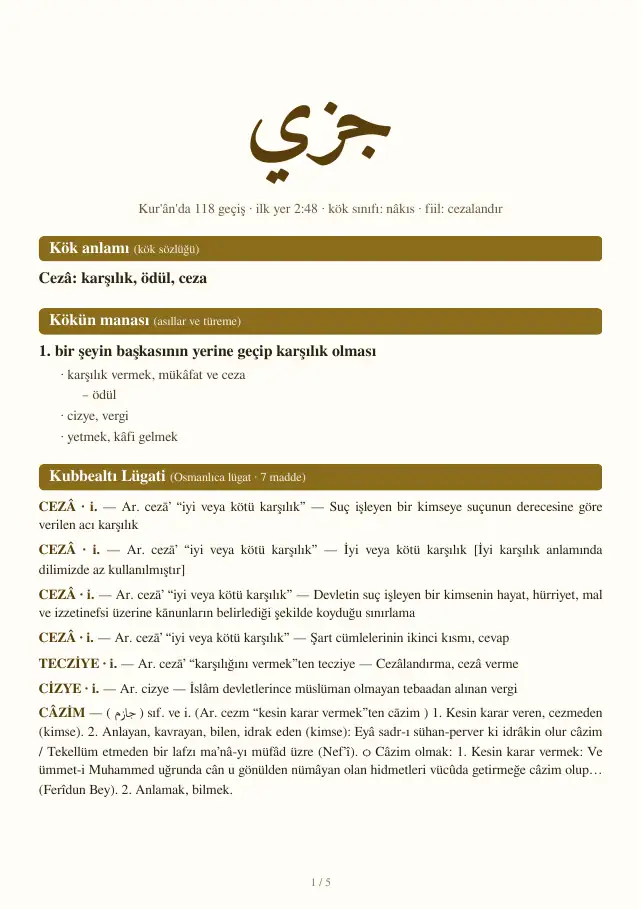 جزي
Kur'ân'da 118 geçiş · ilk yer 2:48 · kök sınıfı: nâkıs · fiil: cezalandır
Kök anlamı (kök sözlüğü)
Cezâ: karşılık, ödül, ceza
Kökün manası (asıllar ve türeme)
1. bir şeyin başkasının yerine geçip karşılık olması
· karşılık vermek, mükâfat ve ceza
– ödül
· cizye, vergi
· yetmek, kâfi gelmek
Kubbealtı Lügati (Osmanlıca lügat · 7 madde)
CEZÂ · i. — Ar. cezā’ “iyi veya kötü karşılık” — Suç işleyen bir kimseye suçunun derecesine göre
verilen acı karşılık
CEZÂ · i. — Ar. cezā’ “iyi veya kötü karşılık” — İyi veya kötü karşılık [İyi karşılık anlamında
dilimizde az kullanılmıştır]
CEZÂ · i. — Ar. cezā’ “iyi veya kötü karşılık” — Devletin suç işleyen bir kimsenin hayat, hürriyet, mal
ve izzetinefsi üzerine kānunların belirlediği şekilde koyduğu sınırlama
CEZÂ · i. — Ar. cezā’ “iyi veya kötü karşılık” — Şart cümlelerinin ikinci kısmı, cevap
TECZİYE · i. — Ar. cezā’ “karşılığını vermek”ten tecziye — Cezâlandırma, cezâ verme
CİZYE · i. — Ar. cizye — İslâm devletlerince müslüman olmayan tebaadan alınan vergi
CÂZİM — ( جازم ) sıf. ve i. (Ar. cezm “kesin karar vermek”ten cāzim ) 1. Kesin karar veren, cezmeden
(kimse). 2. Anlayan, kavrayan, bilen, idrak eden (kimse): Eyâ sadr-ı sühan-perver ki idrâkin olur câzim
/ Tekellüm etmeden bir lafzı ma’nâ-yı müfâd üzre (Nef’î). ѻ Câzim olmak: 1. Kesin karar vermek: Ve
ümmet-i Muhammed uğrunda cân u gönülden nümâyan olan hidmetleri vücûda getirmeğe câzim olup…
(Ferîdun Bey). 2. Anlamak, bilmek.
1 / 5